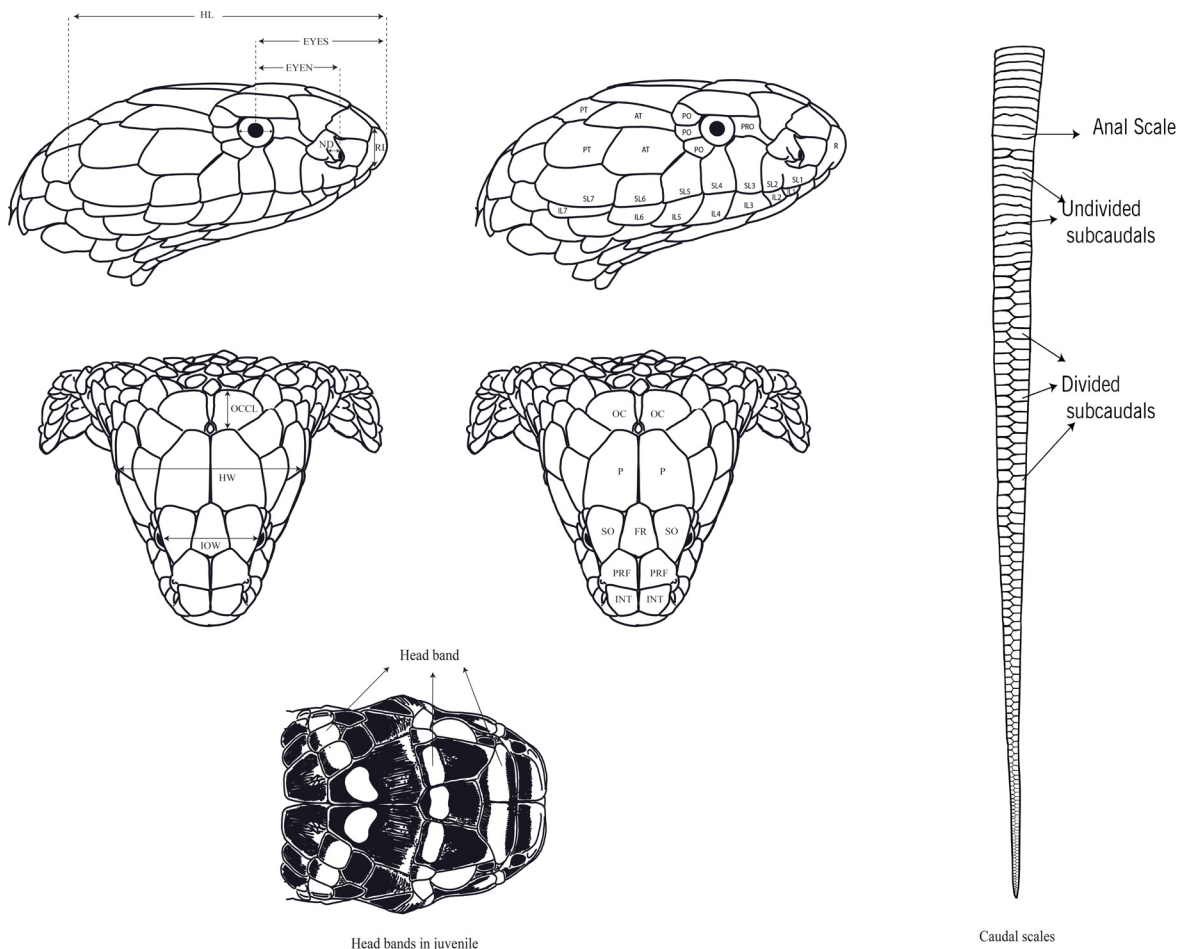 HL
EYES
EYEN
ND
RL
PT
AT
PO
PRO
PO
R
PT
AT
PO
SL7
SL6
SL5
SL4
SL3
SL2
SL1
IL7
IL6
IL5
IL4
IL3
IL2
Anal Scale
Undivided
subcaudals
Divided
subcaudals
OCCL
HW
IOW
OC OC
P P
SO FR SO
PRF PRF
INT INT
Head band
Head bands in juvenile
Caudal scales